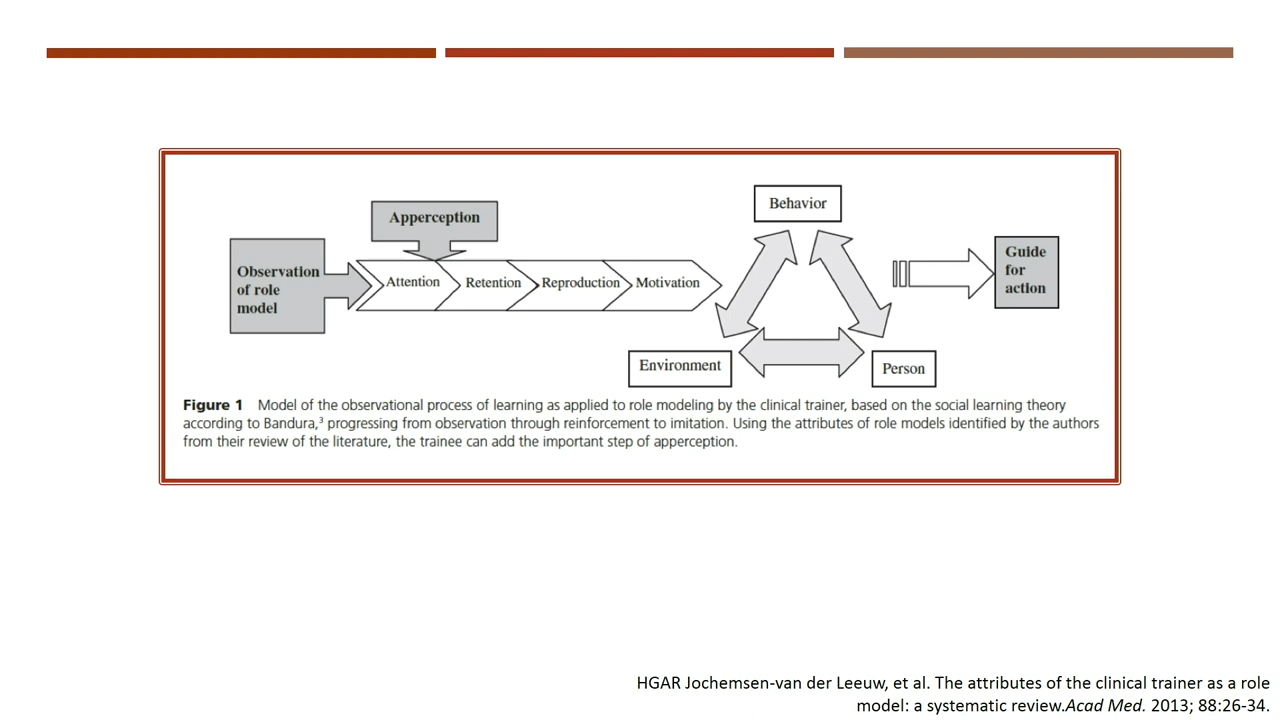 Behavior
Apperception
Observation
of role
model
Attention
Retention
Reproduction
Motivation
Guide
for
action
Environment
Person
Figure 1 Model of the observational process of learning as applied to role modeling by the clinical trainer, based on the social learning theory
according to Bandura,³ progressing from observation through reinforcement to imitation. Using the attributes of role models identified by the authors
from their review of the literature, the trainee can add the important step of apperception.
HGAR Jochemsen-van der Leeuw, et al. The attributes of the clinical trainer as a role
model: a systematic review.Acad Med. 2013; 88:26-34.